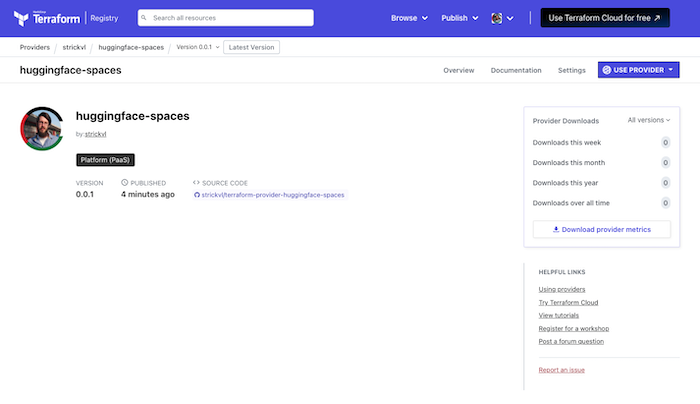 HashiCorp
Terraform
Registry
Search all resources
Browse
Publish
Use Terraform Cloud for free
Providers / strickvl / huggingface-spaces / Version 0.0.1
Latest Version
huggingface-spaces
Overview
Documentation
Settings
USE PROVIDER
huggingface-spaces
by strickvl
Platform (PaaS)
VERSION
0.0.1
PUBLISHED
4 minutes ago
<> SOURCE CODE
strickvl/terraform-provider-huggingface-spaces
Provider Downloads
All versions
Downloads this week 0
Downloads this month 0
Downloads this year 0
Downloads over all time 0
Download provider metrics
HELPFUL LINKS
Using providers
Try Terraform Cloud
View tutorials
Register for a workshop
Post a forum question
Report an issue